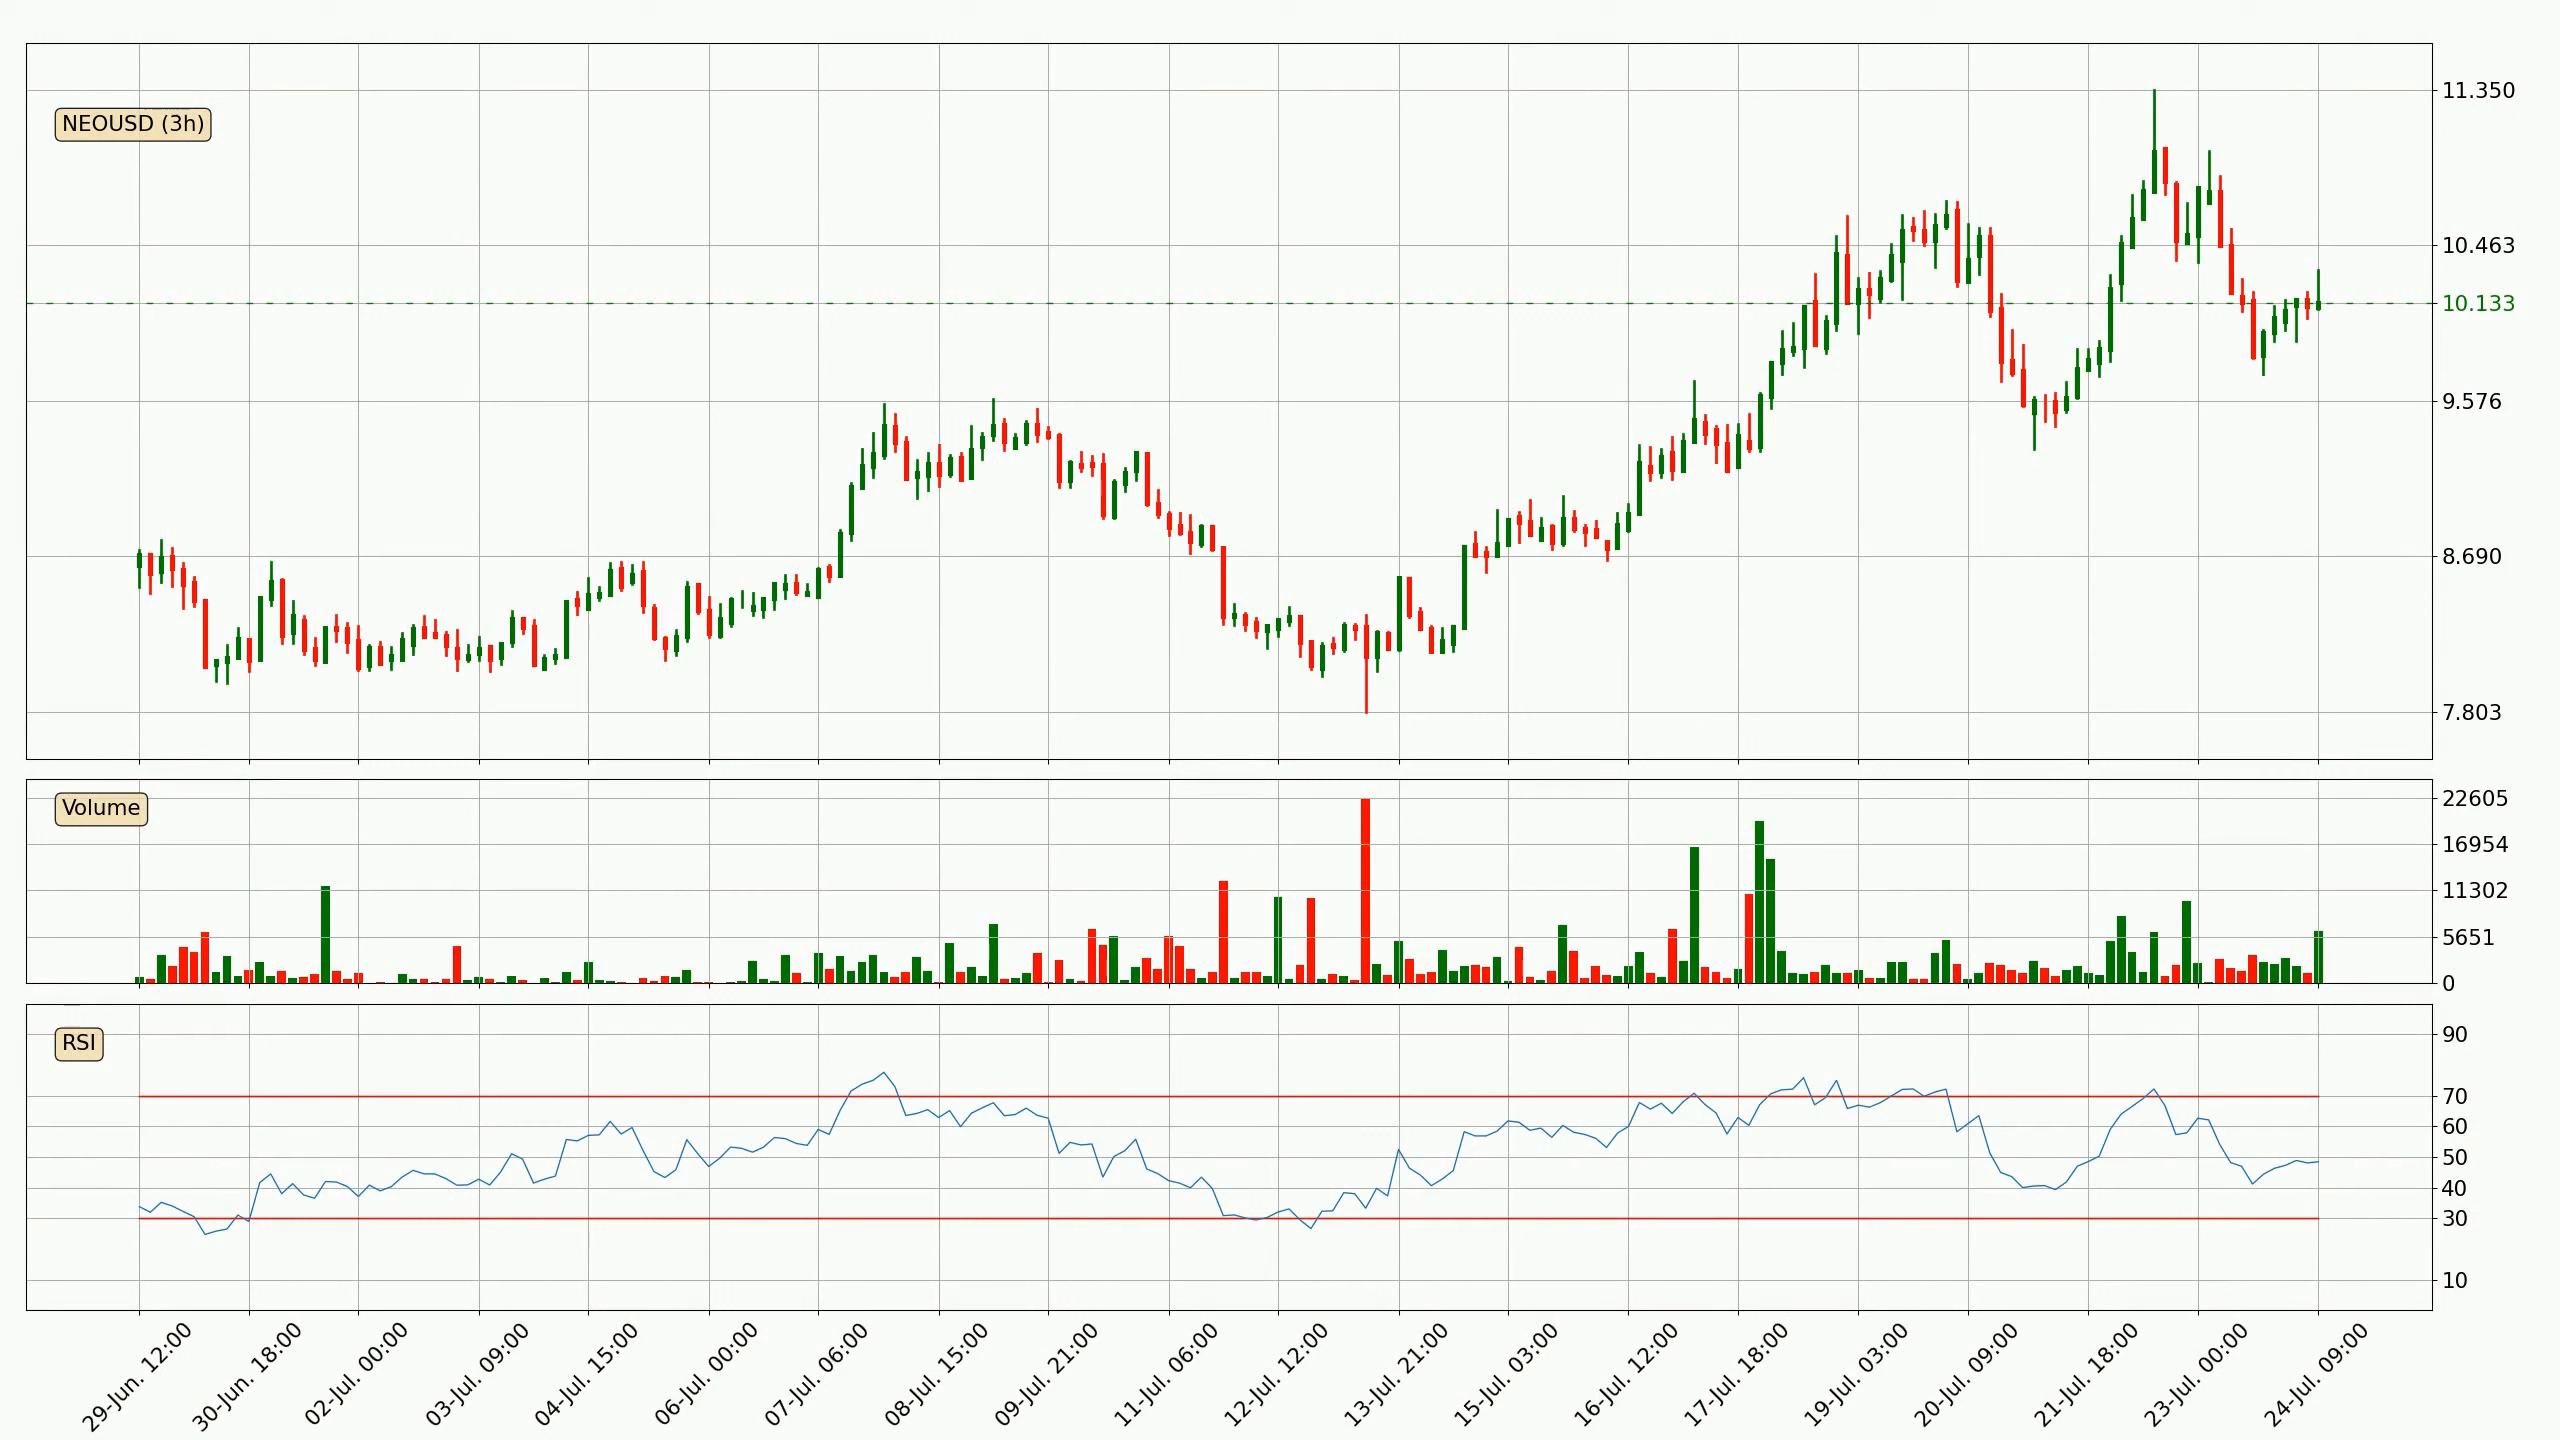 NEOUSD (3h)
11.350
10.463
10.133
9.576
8.690
7.803
Volume
22605
16954
11302
5651
0
RSI
90
70
60
50
40
30
10
29-Jun. 12:00
30-Jun. 18:00
02-Jul. 00:00
03-Jul. 09:00
04-Jul. 15:00
06-Jul. 00:00
07-Jul. 06:00
08-Jul. 15:00
09-Jul. 21:00
11-Jul. 06:00
12-Jul. 12:00
13-Jul. 21:00
15-Jul. 03:00
16-Jul. 12:00
17-Jul. 18:00
19-Jul. 03:00
20-Jul. 09:00
21-Jul. 18:00
23-Jul. 00:00
24-Jul. 09:00